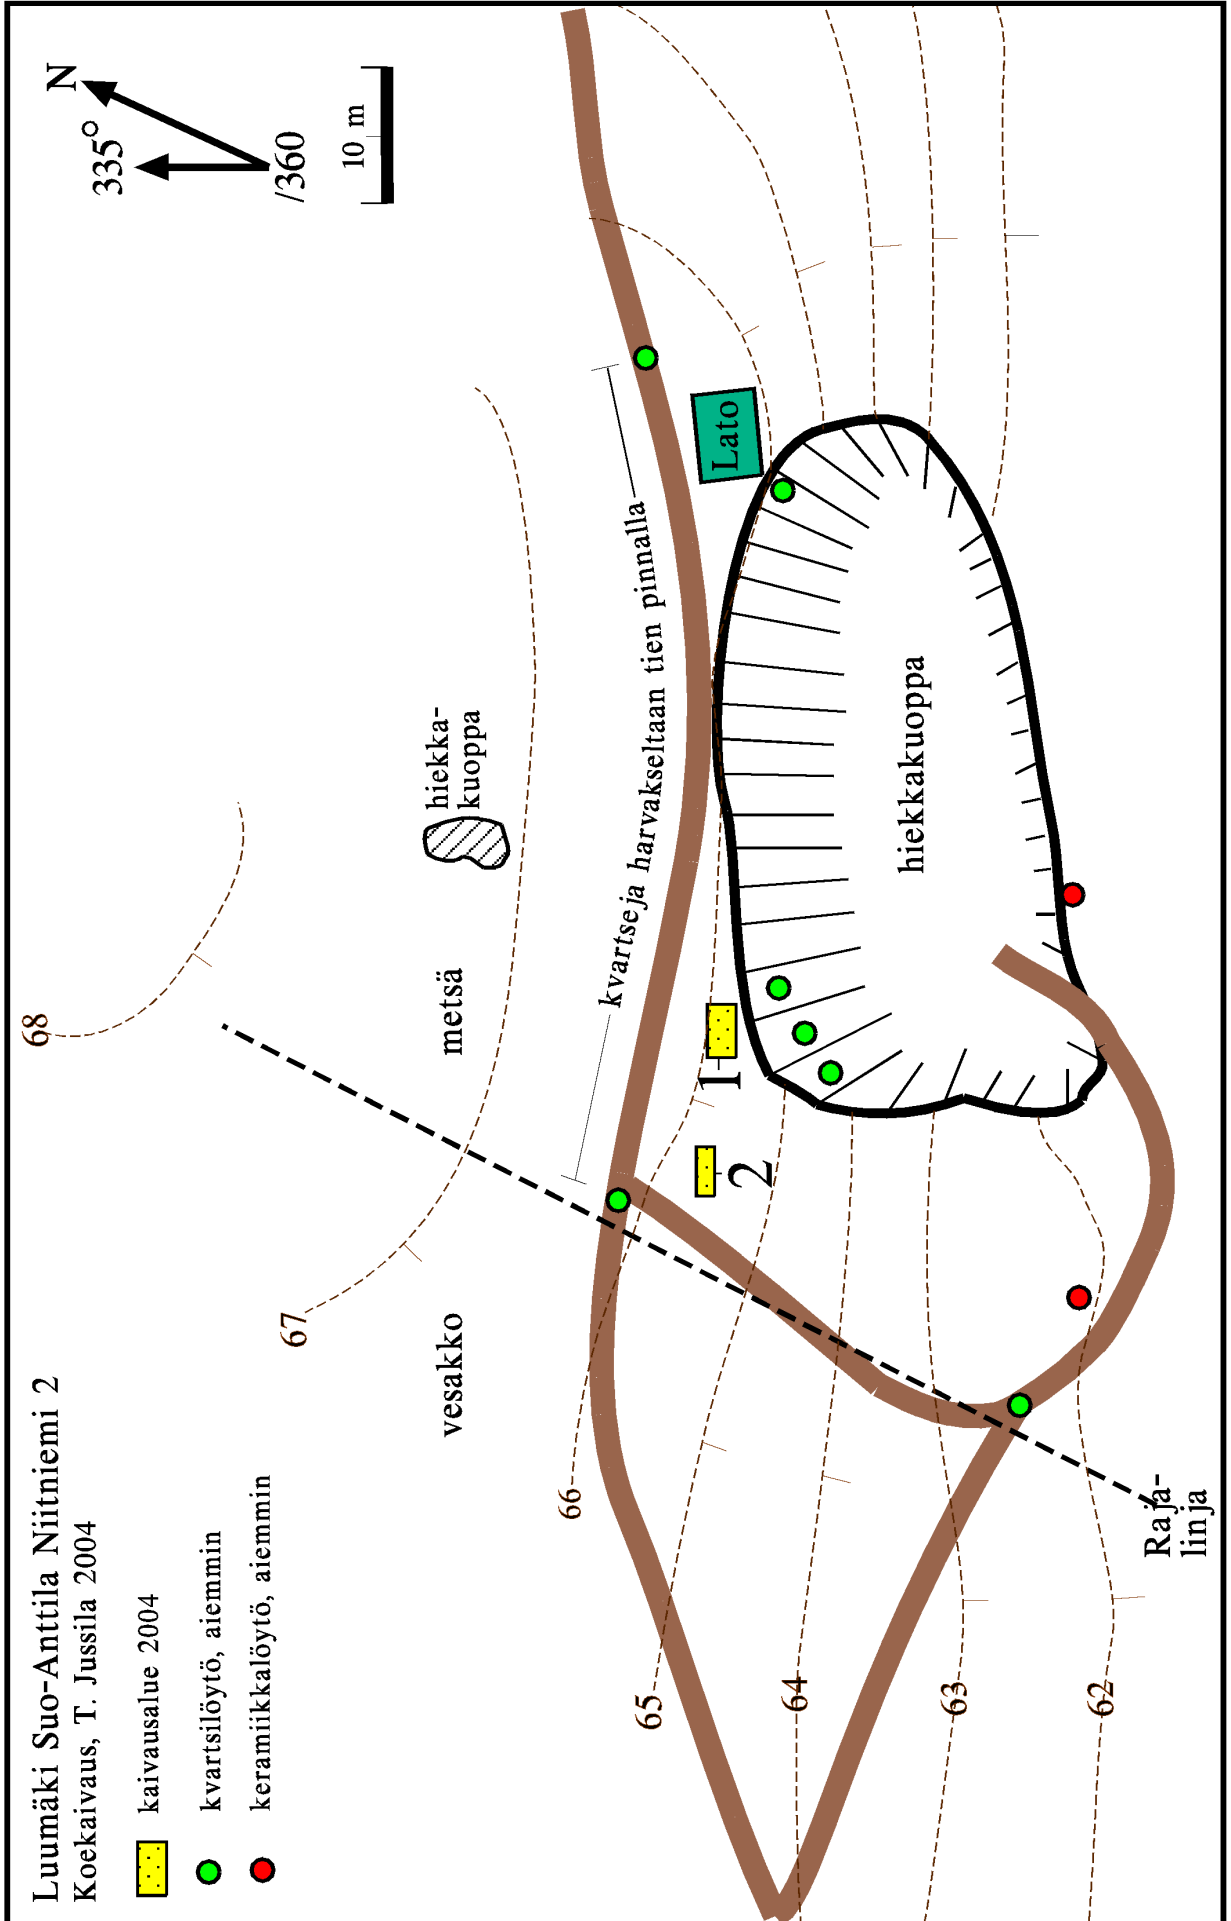 Luumäki Suo-Anttila Niitniemi 2
Koekaivaus, T. Jussila 2004
kaivausalue 2004
kvartsilöytö, aiemmin
keramiikkalöytö, aiemmin
N
335°
/360
10 m
68
67
66
65
64
63
62
vesakko
metsä
hiekka-
kuoppa
kvartseja harvakseltaan tien pinnalla
Lato
hiekkakuoppa
1
2
Raja-
linja